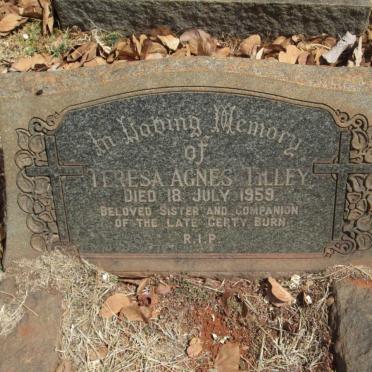 In Loving Memory
of
TERESA AGNES TILLEY
DIED 18 JULY 1959.
BELOVED SISTER AND COMPANION
OF THE LATE GERTY BURN
R.I.P.